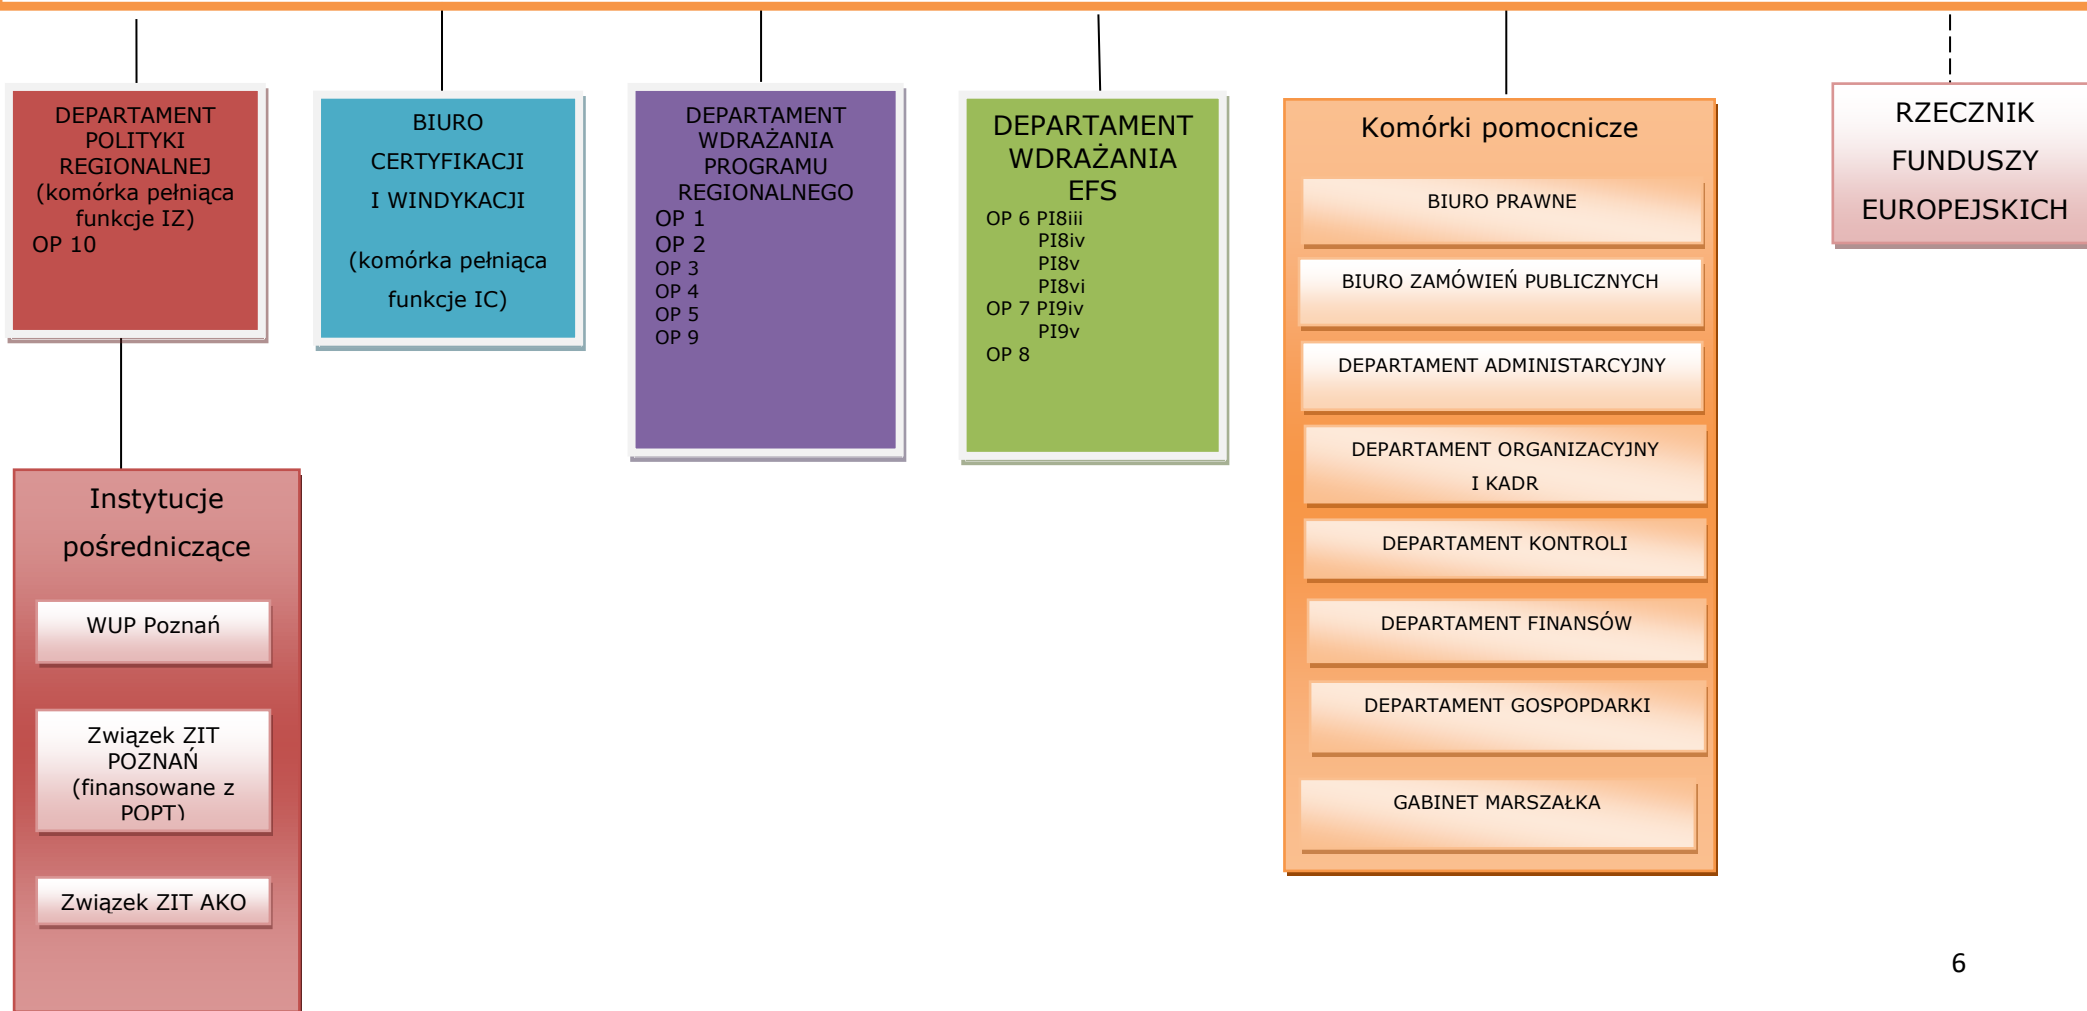 DEPARTAMENT
POLITYKI
REGIONALNEJ
(komórka pełniąca
funkcje IZ)
OP 10
BIURO
CERTYFIKACJI
I WINDYKACJI
(komórka pełniąca
funkcje IC)
DEPARTAMENT
WDRAŻANIA
PROGRAMU
REGIONALNEGO
OP 1
OP 2
OP 3
OP 4
OP 5
OP 9
DEPARTAMENT
WDRAŻANIA
EFS
OP 6 PI8iii
PI8iv
PI8v
PI8vi
OP 7 PI9iv
PI9v
OP 8
Komórki pomocnicze
BIURO PRAWNE
BIURO ZAMÓWIEŃ PUBLICZNYCH
DEPARTAMENT ADMINISTARCYJNY
DEPARTAMENT ORGANIZACYJNY
I KADR
DEPARTAMENT KONTROLI
DEPARTAMENT FINANSÓW
DEPARTAMENT GOSPOPDARKI
GABINET MARSZAŁKA
RZECZNIK
FUNDUSZY
EUROPEJSKICH
Instytucje
pośredniczące
WUP Poznań
Związek ZIT
POZNAŃ
(finansowane z
POPT)
Związek ZIT AKO
6